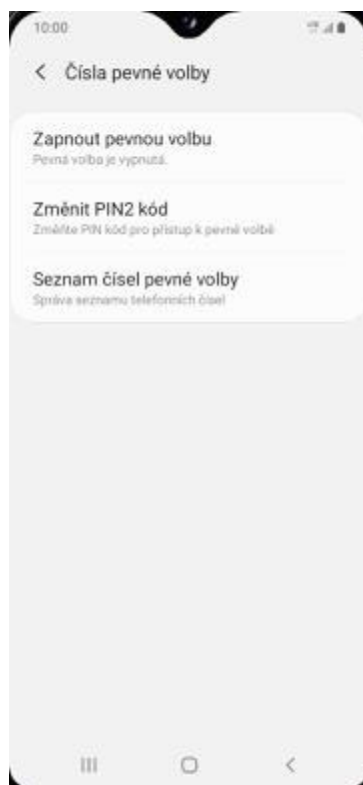 10:00
Čísla pevné volby
Zapnout pevnou volbu
Pevná volba je vypnutá.
Změnit PIN2 kód
Změňte PIN kód pro přístup k pevné volbě
Seznam čísel pevné volby
Správa seznamu telefonních čísel